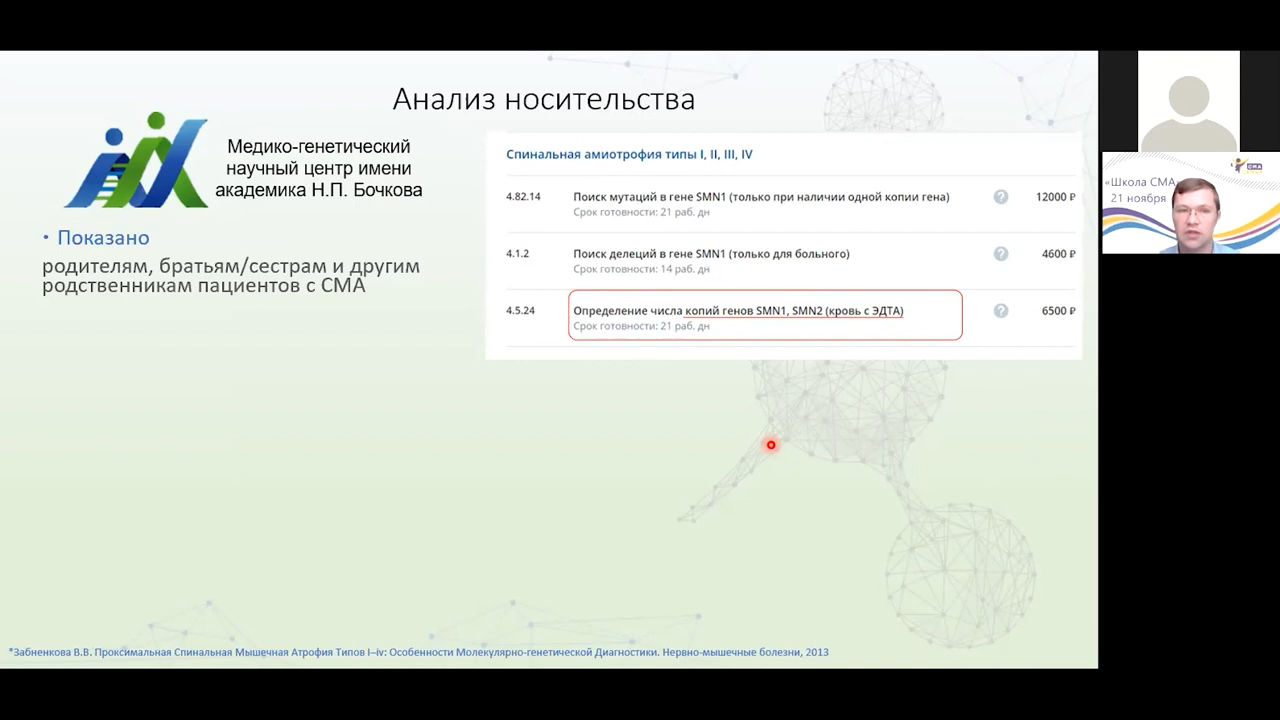 Анализ носительства
Медико-генетический
научный центр имени
академика Н.П. Бочкова
• Показано
родителям, братьям/сестрам и другим
родственникам пациентов с СМА
Спинальная амиотрофия типы I, II, III, IV
4.82.14 Поиск мутаций в гене SMN1 (только при наличии одной копии гена) ? 12000 ₽
Срок готовности: 21 раб. дн
4.1.2 Поиск делеций в гене SMN1 (только для больного) ? 4600 ₽
Срок готовности: 14 раб. дн
4.5.24 Определение числа копий генов SMN1, SMN2 (кровь с ЭДТА) ? 6500 ₽
Срок готовности: 21 раб. дн
*Забненкова В.В. Проксимальная Спинальная Мышечная Атрофия Типов I–iv: Особенности Молекулярно-генетической Диагностики. Нервно-мышечные болезни, 2013
СМА
«Школа СМА
21 ноября